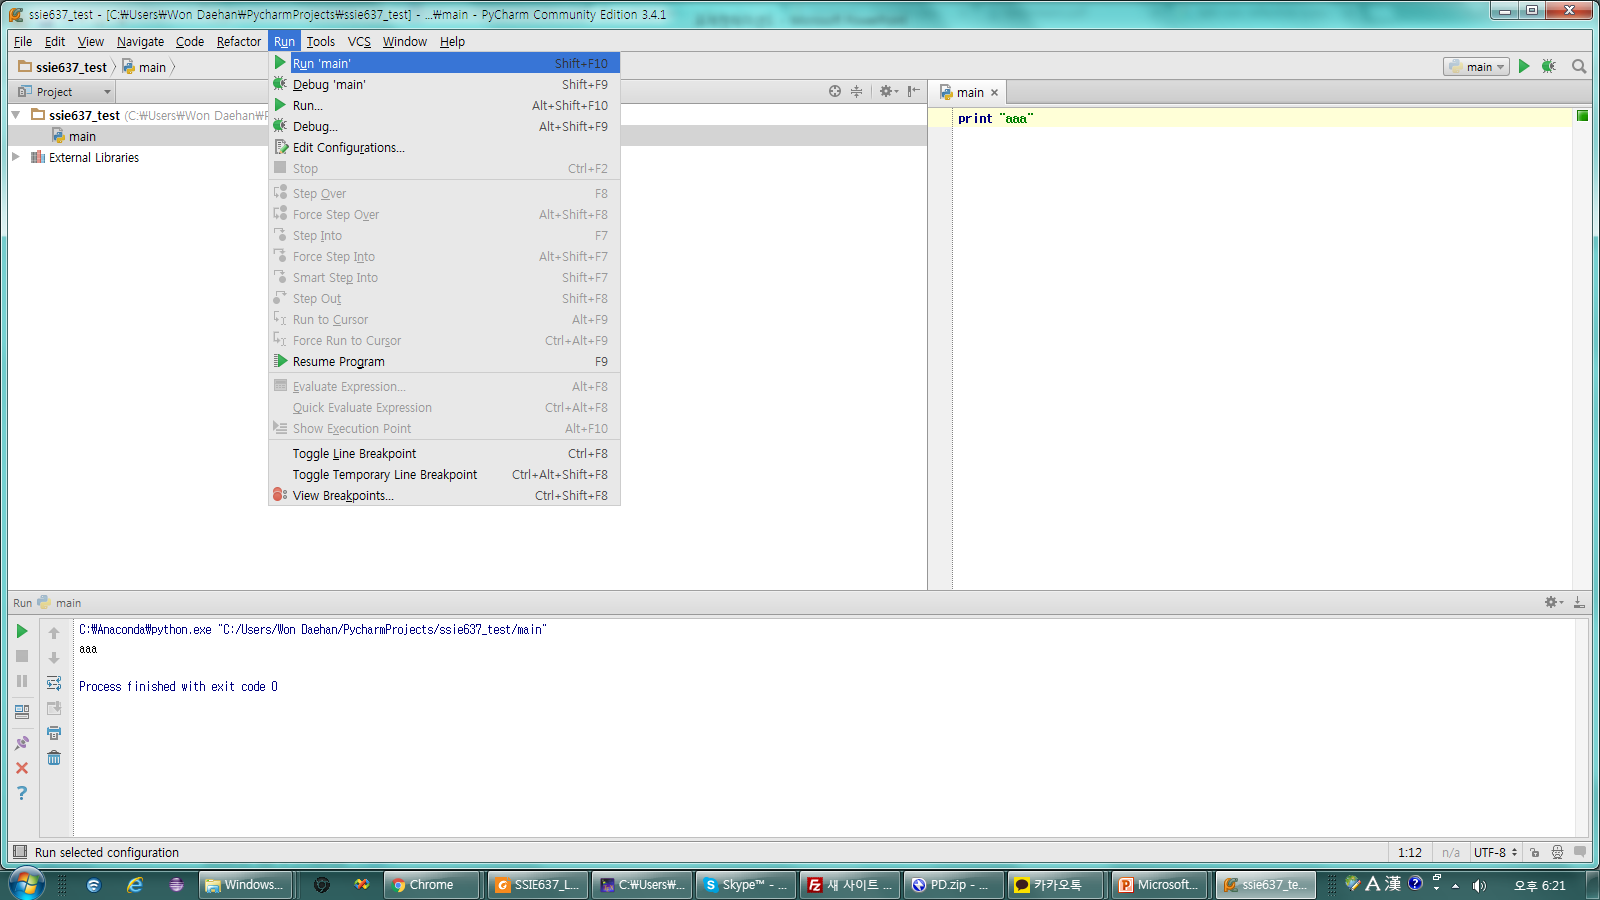 ssie637_test - [C:₩Users₩Won Daehan₩PycharmProjects₩ssie637_test] - ...₩main - PyCharm Community Edition 3.4.1
File Edit View Navigate Code Refactor Run Tools VCS Window Help
ssie637_test main
main
Project
main
ssie637_test (C:₩Users₩Won Daehan₩P
main
External Libraries
Run 'main' Shift+F10
Debug 'main' Shift+F9
Run... Alt+Shift+F10
Debug... Alt+Shift+F9
Edit Configurations...
Stop Ctrl+F2
Step Over F8
Force Step Over Alt+Shift+F8
Step Into F7
Force Step Into Alt+Shift+F7
Smart Step Into Shift+F7
Step Out Shift+F8
Run to Cursor Alt+F9
Force Run to Cursor Ctrl+Alt+F9
Resume Program F9
Evaluate Expression... Alt+F8
Quick Evaluate Expression Ctrl+Alt+F8
Show Execution Point Alt+F10
Toggle Line Breakpoint Ctrl+F8
Toggle Temporary Line Breakpoint Ctrl+Alt+Shift+F8
View Breakpoints... Ctrl+Shift+F8
print "aaa"
Run main
C:₩Anaconda₩python.exe "C:/Users/Won Daehan/PycharmProjects/ssie637_test/main"
aaa
Process finished with exit code 0
Run selected configuration 1:12 n/a UTF-8
Windows... Chrome SSIE637_L... C:₩Users₩... Skype™ - ... 새 사이트 ... PD.zip - ... 카카오톡 Microsoft... ssie637_te... A 漢 오후 6:21